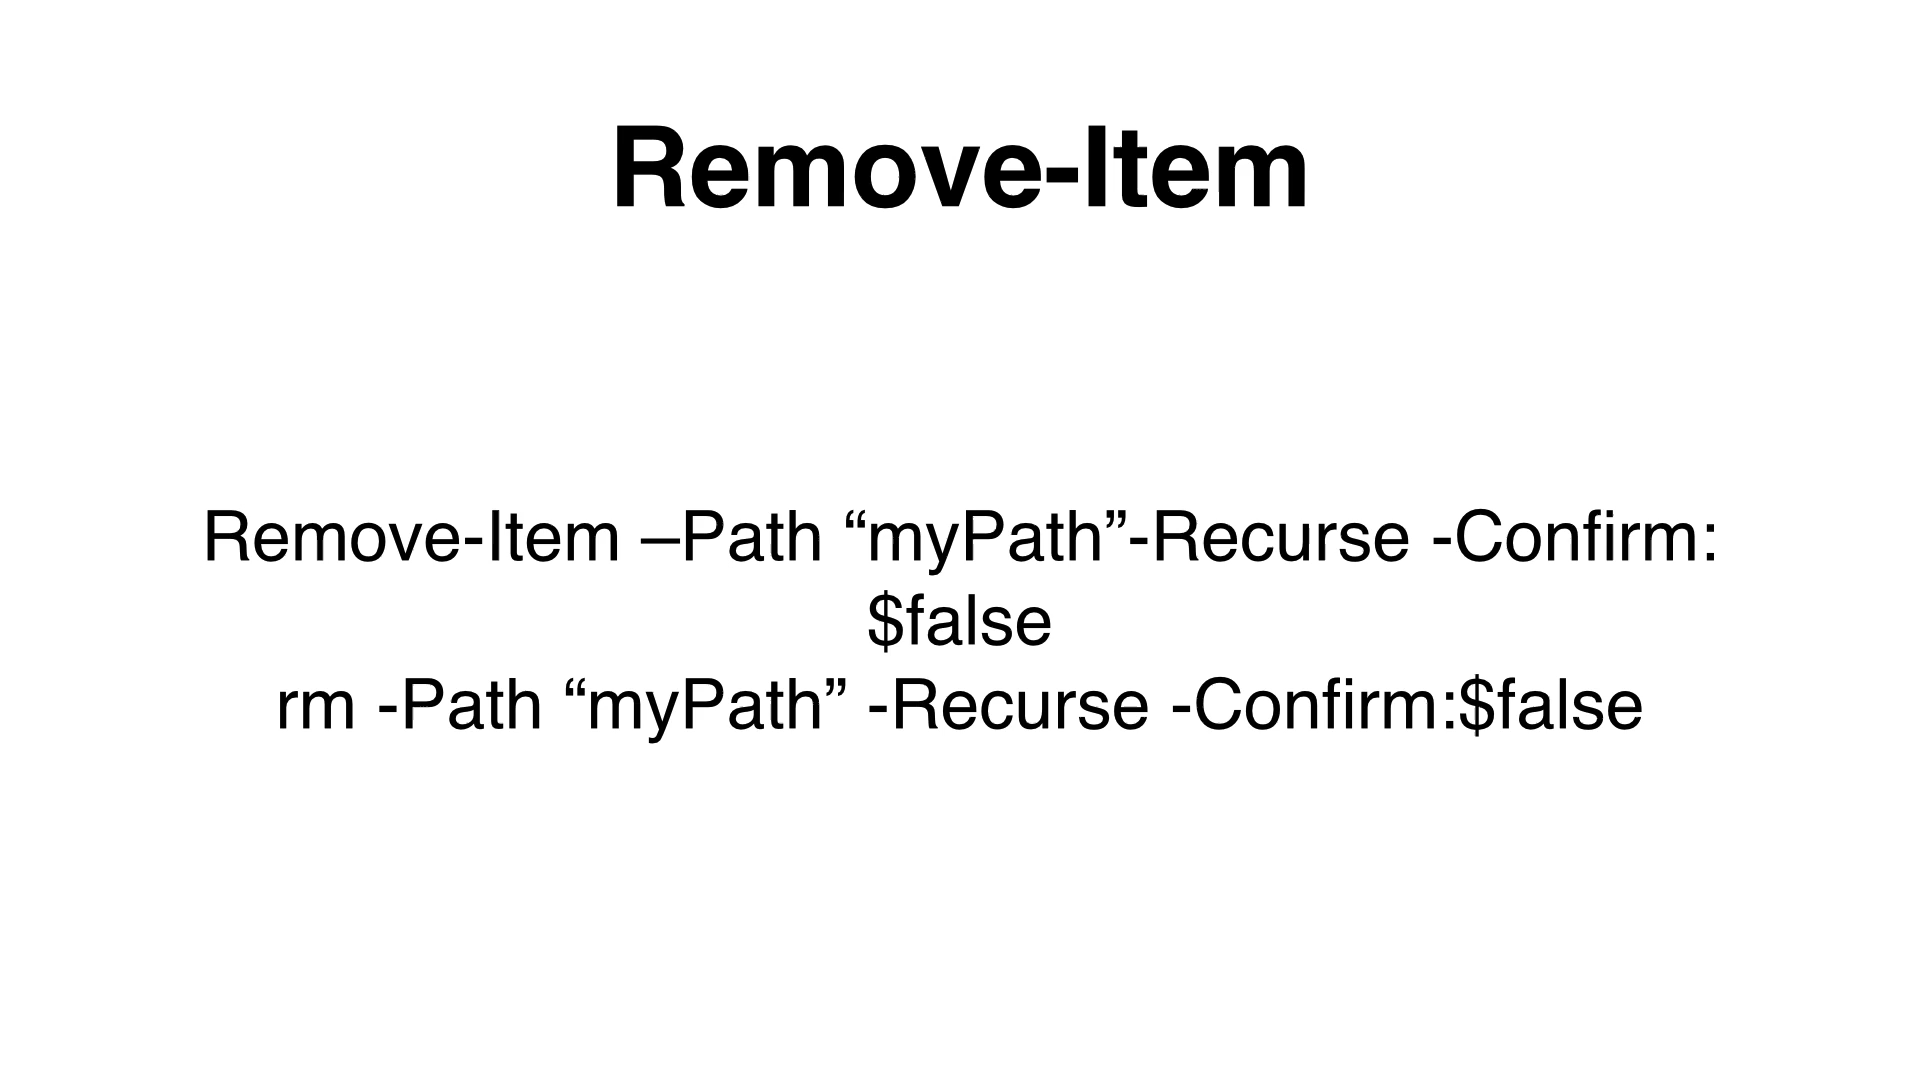 Remove-Item
Remove-Item –Path “myPath”-Recurse -Confirm:
$false
rm -Path “myPath” -Recurse -Confirm:$false